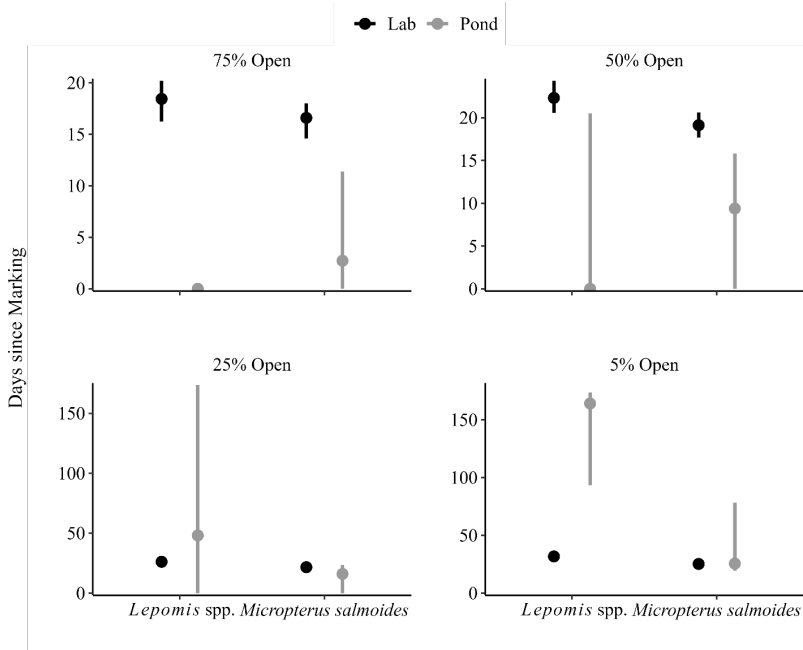 Lab Pond
75% Open
50% Open
20
15
10
5
0
20
15
10
5
0
Days since Marking
25% Open
5% Open
150
100
50
0
150
100
50
0
Lepomis spp. Micropterus salmoides
Lepomis spp. Micropterus salmoides